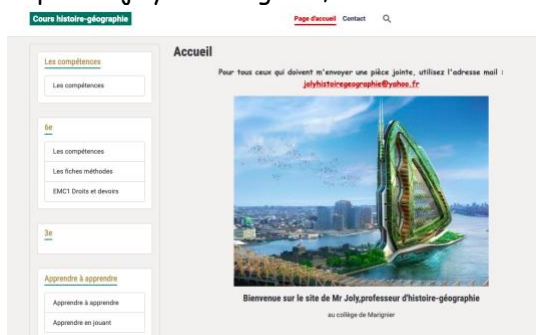 Cours histoire-géographie
Page d'accueil
Contact
Les compétences
Les compétences
6e
Les compétences
Les fiches méthodes
EMC1 Droits et devoirs
3e
Apprendre à apprendre
Apprendre à apprendre
Apprendre en jouant
Accueil
Pour tous ceux qui doivent m'envoyer une pièce jointe, utilisez l'adresse mail :
jolyhistoiregeographie@yahoo.fr
Bienvenue sur le site de Mr Joly,professeur d'histoire-géographie
au collège de Marignier